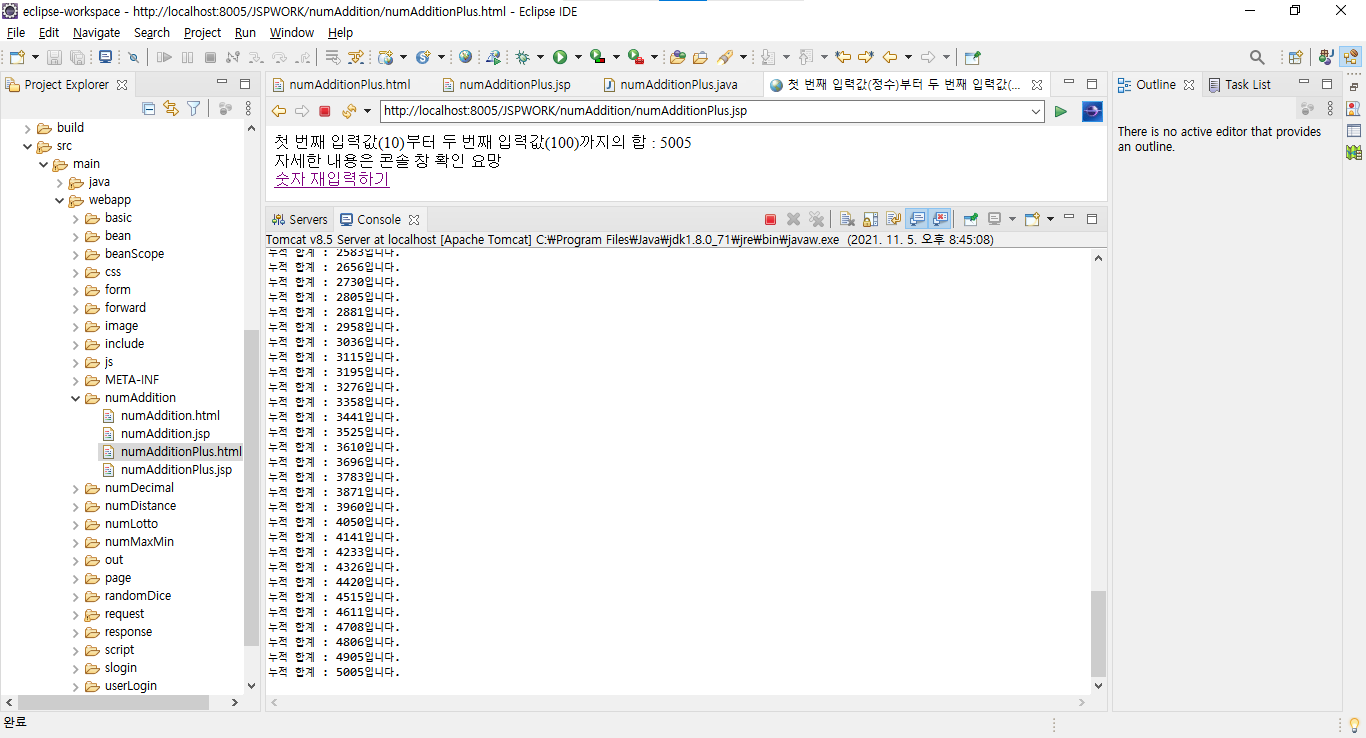 eclipse-workspace - http://localhost:8005/JSPWORK/numAddition/numAdditionPlus.html - Eclipse IDE
File Edit Navigate Search Project Run Window Help
Project Explorer
build
src
main
java
webapp
basic
bean
beanScope
css
form
forward
image
include
js
META-INF
numAddition
numAddition.html
numAddition.jsp
numAdditionPlus.html
numAdditionPlus.jsp
numDecimal
numDistance
numLotto
numMaxMin
out
page
randomDice
request
response
script
slogin
userLogin
numAdditionPlus.html numAdditionPlus.jsp numAdditionPlus.java 첫 번째 입력값(정수)부터 두 번째 입력값(...
http://localhost:8005/JSPWORK/numAddition/numAdditionPlus.jsp
첫 번째 입력값(10)부터 두 번째 입력값(100)까지의 합 : 5005
자세한 내용은 콘솔 창 확인 요망
숫자 재입력하기
Servers Console
Tomcat v8.5 Server at localhost [Apache Tomcat] C:\Program Files\Java\jdk1.8.0_71\jre\bin\javaw.exe (2021. 11. 5. 오후 8:45:08)
누적 합계 : 2583입니다.
누적 합계 : 2656입니다.
누적 합계 : 2730입니다.
누적 합계 : 2805입니다.
누적 합계 : 2881입니다.
누적 합계 : 2958입니다.
누적 합계 : 3036입니다.
누적 합계 : 3115입니다.
누적 합계 : 3195입니다.
누적 합계 : 3276입니다.
누적 합계 : 3358입니다.
누적 합계 : 3441입니다.
누적 합계 : 3525입니다.
누적 합계 : 3610입니다.
누적 합계 : 3696입니다.
누적 합계 : 3783입니다.
누적 합계 : 3871입니다.
누적 합계 : 3960입니다.
누적 합계 : 4050입니다.
누적 합계 : 4141입니다.
누적 합계 : 4233입니다.
누적 합계 : 4326입니다.
누적 합계 : 4420입니다.
누적 합계 : 4515입니다.
누적 합계 : 4611입니다.
누적 합계 : 4708입니다.
누적 합계 : 4806입니다.
누적 합계 : 4905입니다.
누적 합계 : 5005입니다.
Outline Task List
There is no active editor that provides
an outline.
완료